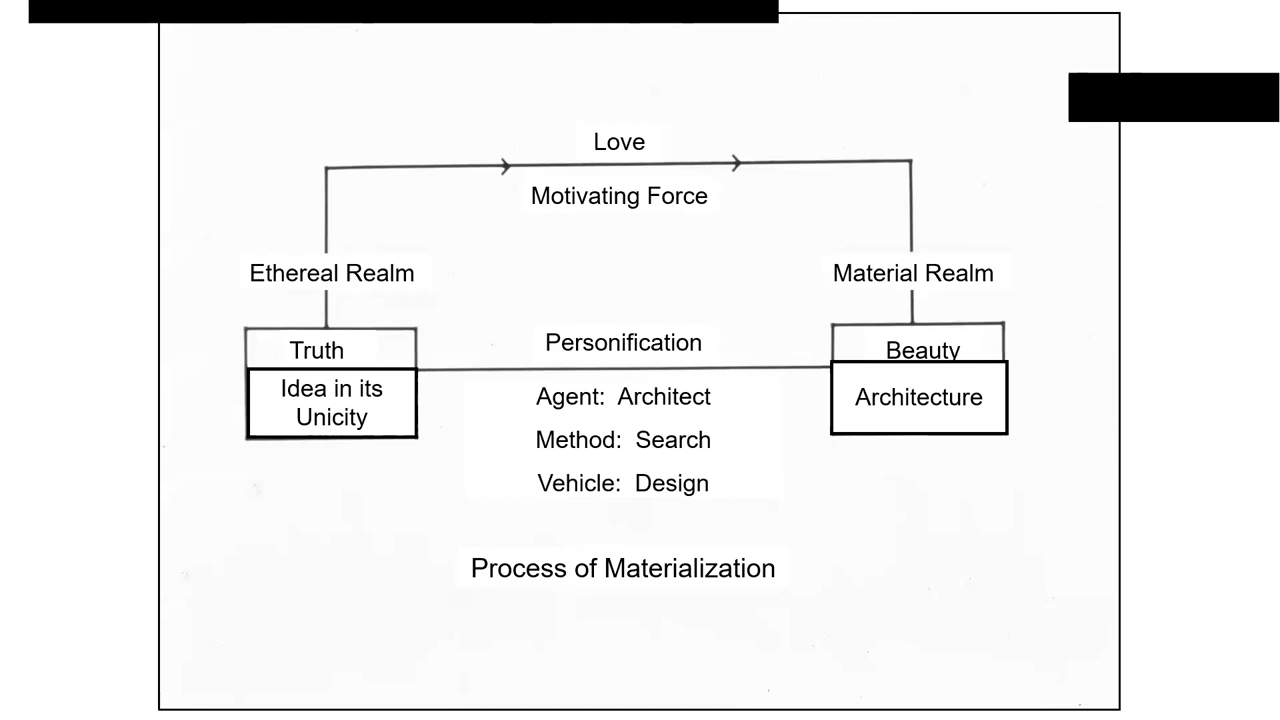 Love
Motivating Force
Ethereal Realm
Material Realm
Truth
Idea in its
Unicity
Personification
Agent: Architect
Method: Search
Vehicle: Design
Beauty
Architecture
Process of Materialization